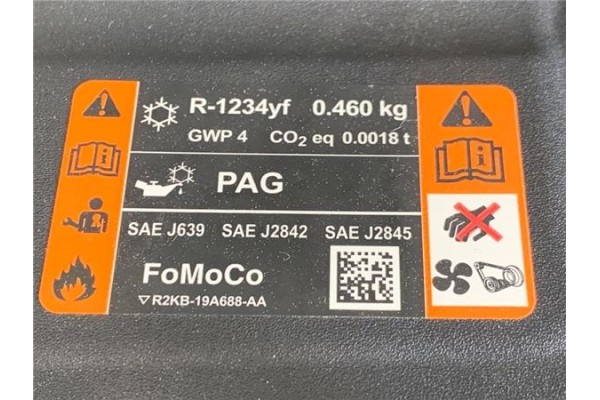 R-1234yf 0.460 kg
GWP 4 CO₂ eq 0.0018 t
PAG
SAE J639 SAE J2842 SAE J2845
FoMoCo
▽R2KB-19A688-AA